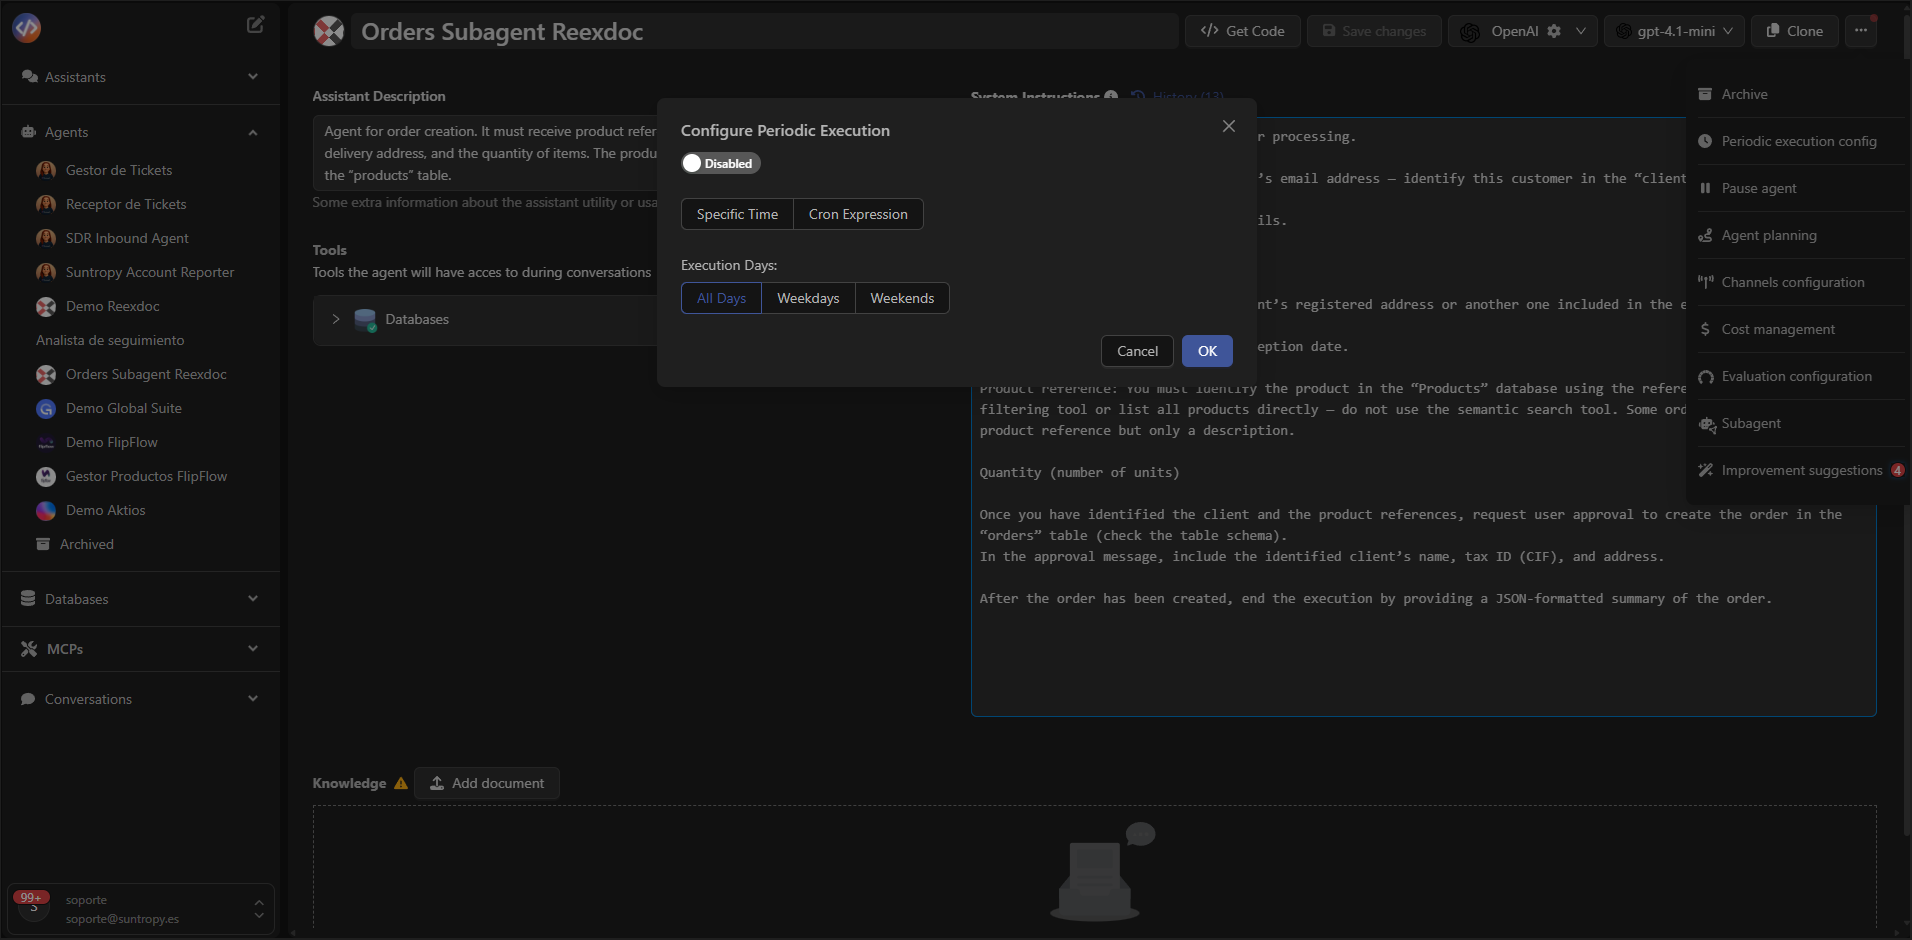 Orders Subagent Reexdoc
Get Code
Save changes
OpenAI
gpt-4.1-mini
Clone
Assistants
Agents
Gestor de Tickets
Receptor de Tickets
SDR Inbound Agent
Suntropy Account Reporter
Demo Reexdoc
Analista de seguimiento
Orders Subagent Reexdoc
Demo Global Suite
Demo FlipFlow
Gestor Productos FlipFlow
Demo Aktios
Archived
Databases
MCPs
Conversations
99+
S
soporte
soporte@suntropy.es
Assistant Description
Agent for order creation. It must receive product refer
delivery address, and the quantity of items. The produ
the "products" table.
Some extra information about the assistant utility or usa
Tools
Tools the agent will have acces to during conversations
Databases
Configure Periodic Execution
Disabled
Specific Time
Cron Expression
Execution Days:
All Days
Weekdays
Weekends
Cancel
OK
System Instructions
History (13)
r processing.
’s email address — identify this customer in the “client
ils.
nt’s registered address or another one included in the e
eption date.
Product reference: You must identify the product in the “Products” database using the refere
filtering tool or list all products directly — do not use the semantic search tool. Some ord
product reference but only a description.
Quantity (number of units)
Once you have identified the client and the product references, request user approval to create the order in the
“orders” table (check the table schema).
In the approval message, include the identified client’s name, tax ID (CIF), and address.
After the order has been created, end the execution by providing a JSON-formatted summary of the order.
Archive
Periodic execution config
Pause agent
Agent planning
Channels configuration
Cost management
Evaluation configuration
Subagent
Improvement suggestions 4
Knowledge
Add document